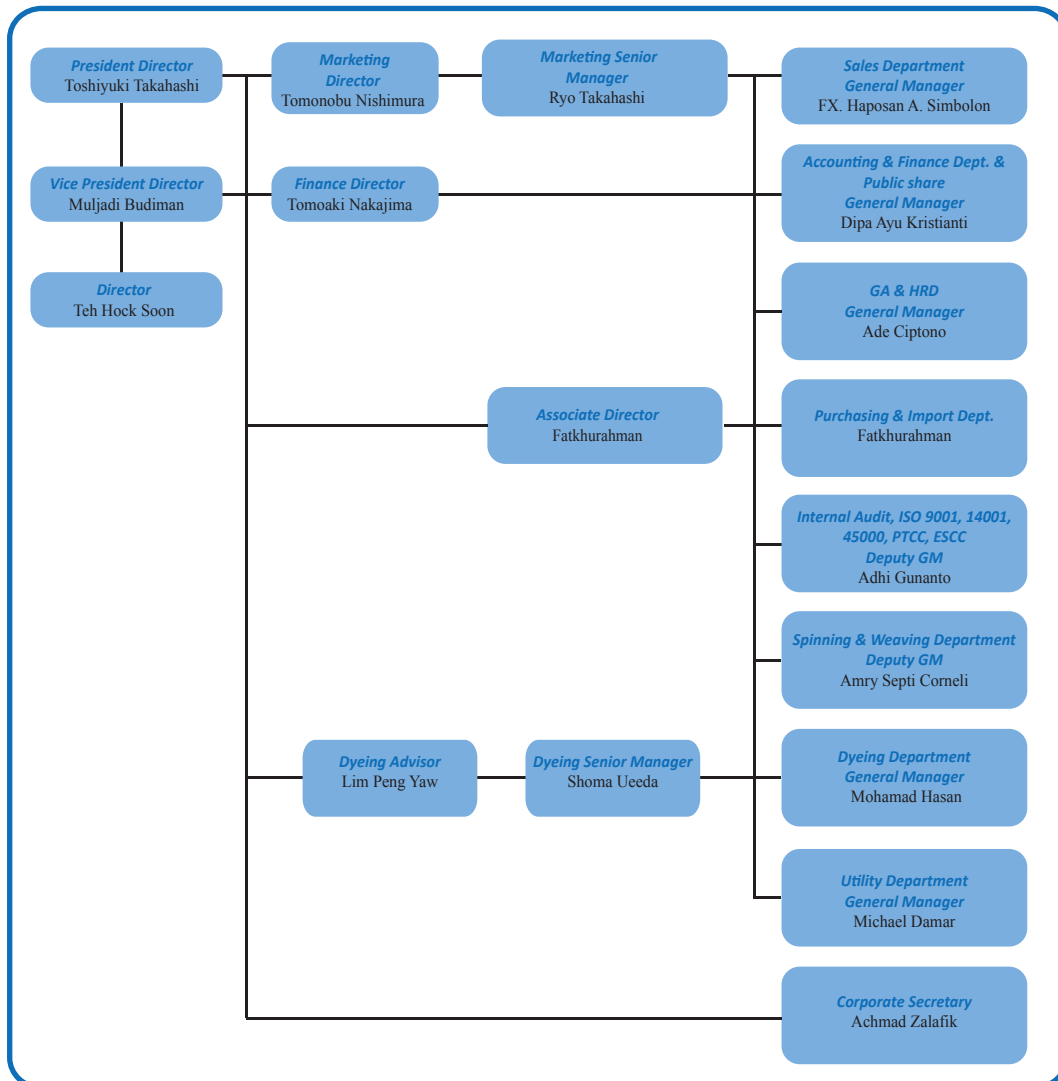 President Director
Toshiyuki Takahashi
Vice President Director
Muljadi Budiman
Director
Teh Hock Soon
Marketing
Director
Tomonobu Nishimura
Finance Director
Tomoaki Nakajima
Marketing Senior
Manager
Ryo Takahashi
Associate Director
Fatkhurahman
Dyeing Advisor
Lim Peng Yaw
Dyeing Senior Manager
Shoma Ueeda
Sales Department
General Manager
FX. Haposan A. Simbolon
Accounting & Finance Dept. &
Public share
General Manager
Dipa Ayu Kristianti
GA & HRD
General Manager
Ade Ciptono
Purchasing & Import Dept.
Fatkhurahman
Internal Audit, ISO 9001, 14001,
45000, PTCC, ESCC
Deputy GM
Adhi Gunanto
Spinning & Weaving Department
Deputy GM
Amry Septi Corneli
Dyeing Department
General Manager
Mohamad Hasan
Utility Department
General Manager
Michael Damar
Corporate Secretary
Achmad Zalafik